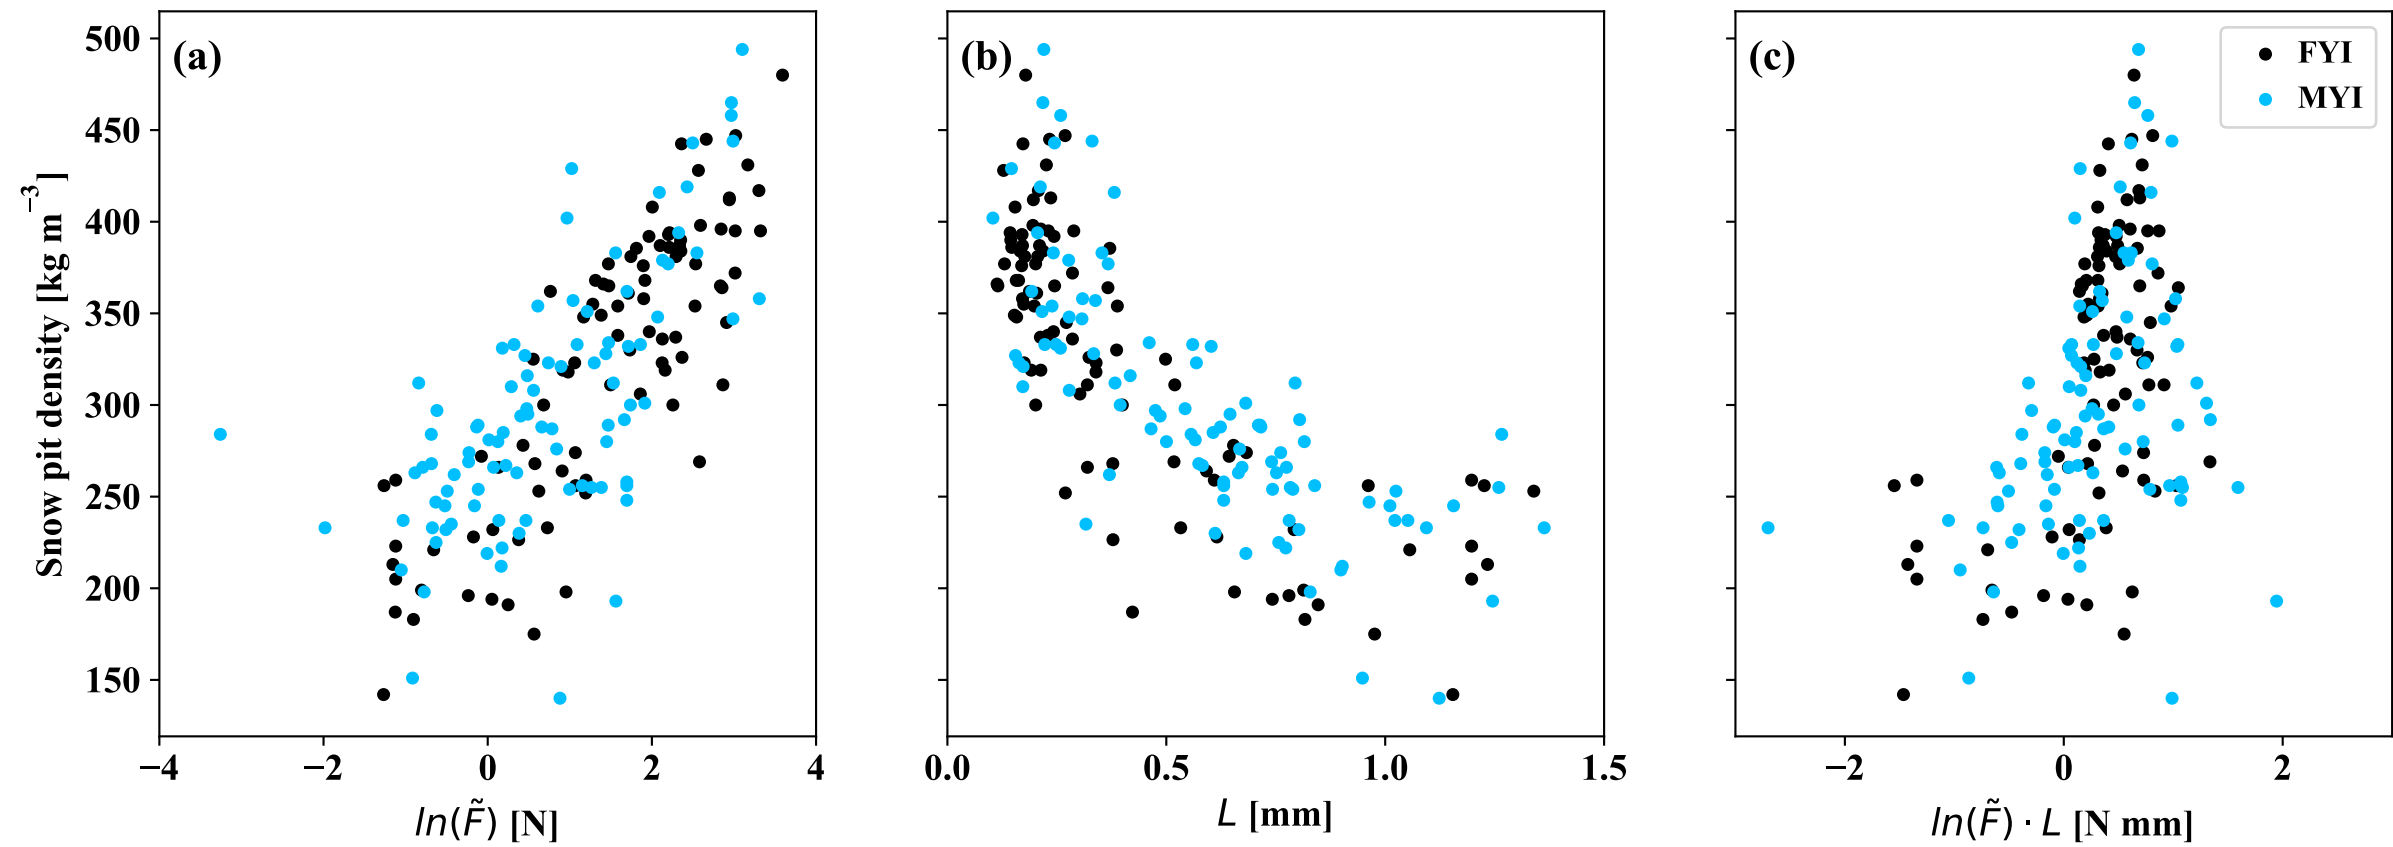 (a)
(b)
(c)
FYI
MYI
500
450
400
350
300
250
200
150
Snow pit density [kg m⁻³]
−4 −2 0 2 4
0.0 0.5 1.0 1.5
−2 0 2
ln(F̃) [N]
L [mm]
ln(F̃) · L [N mm]